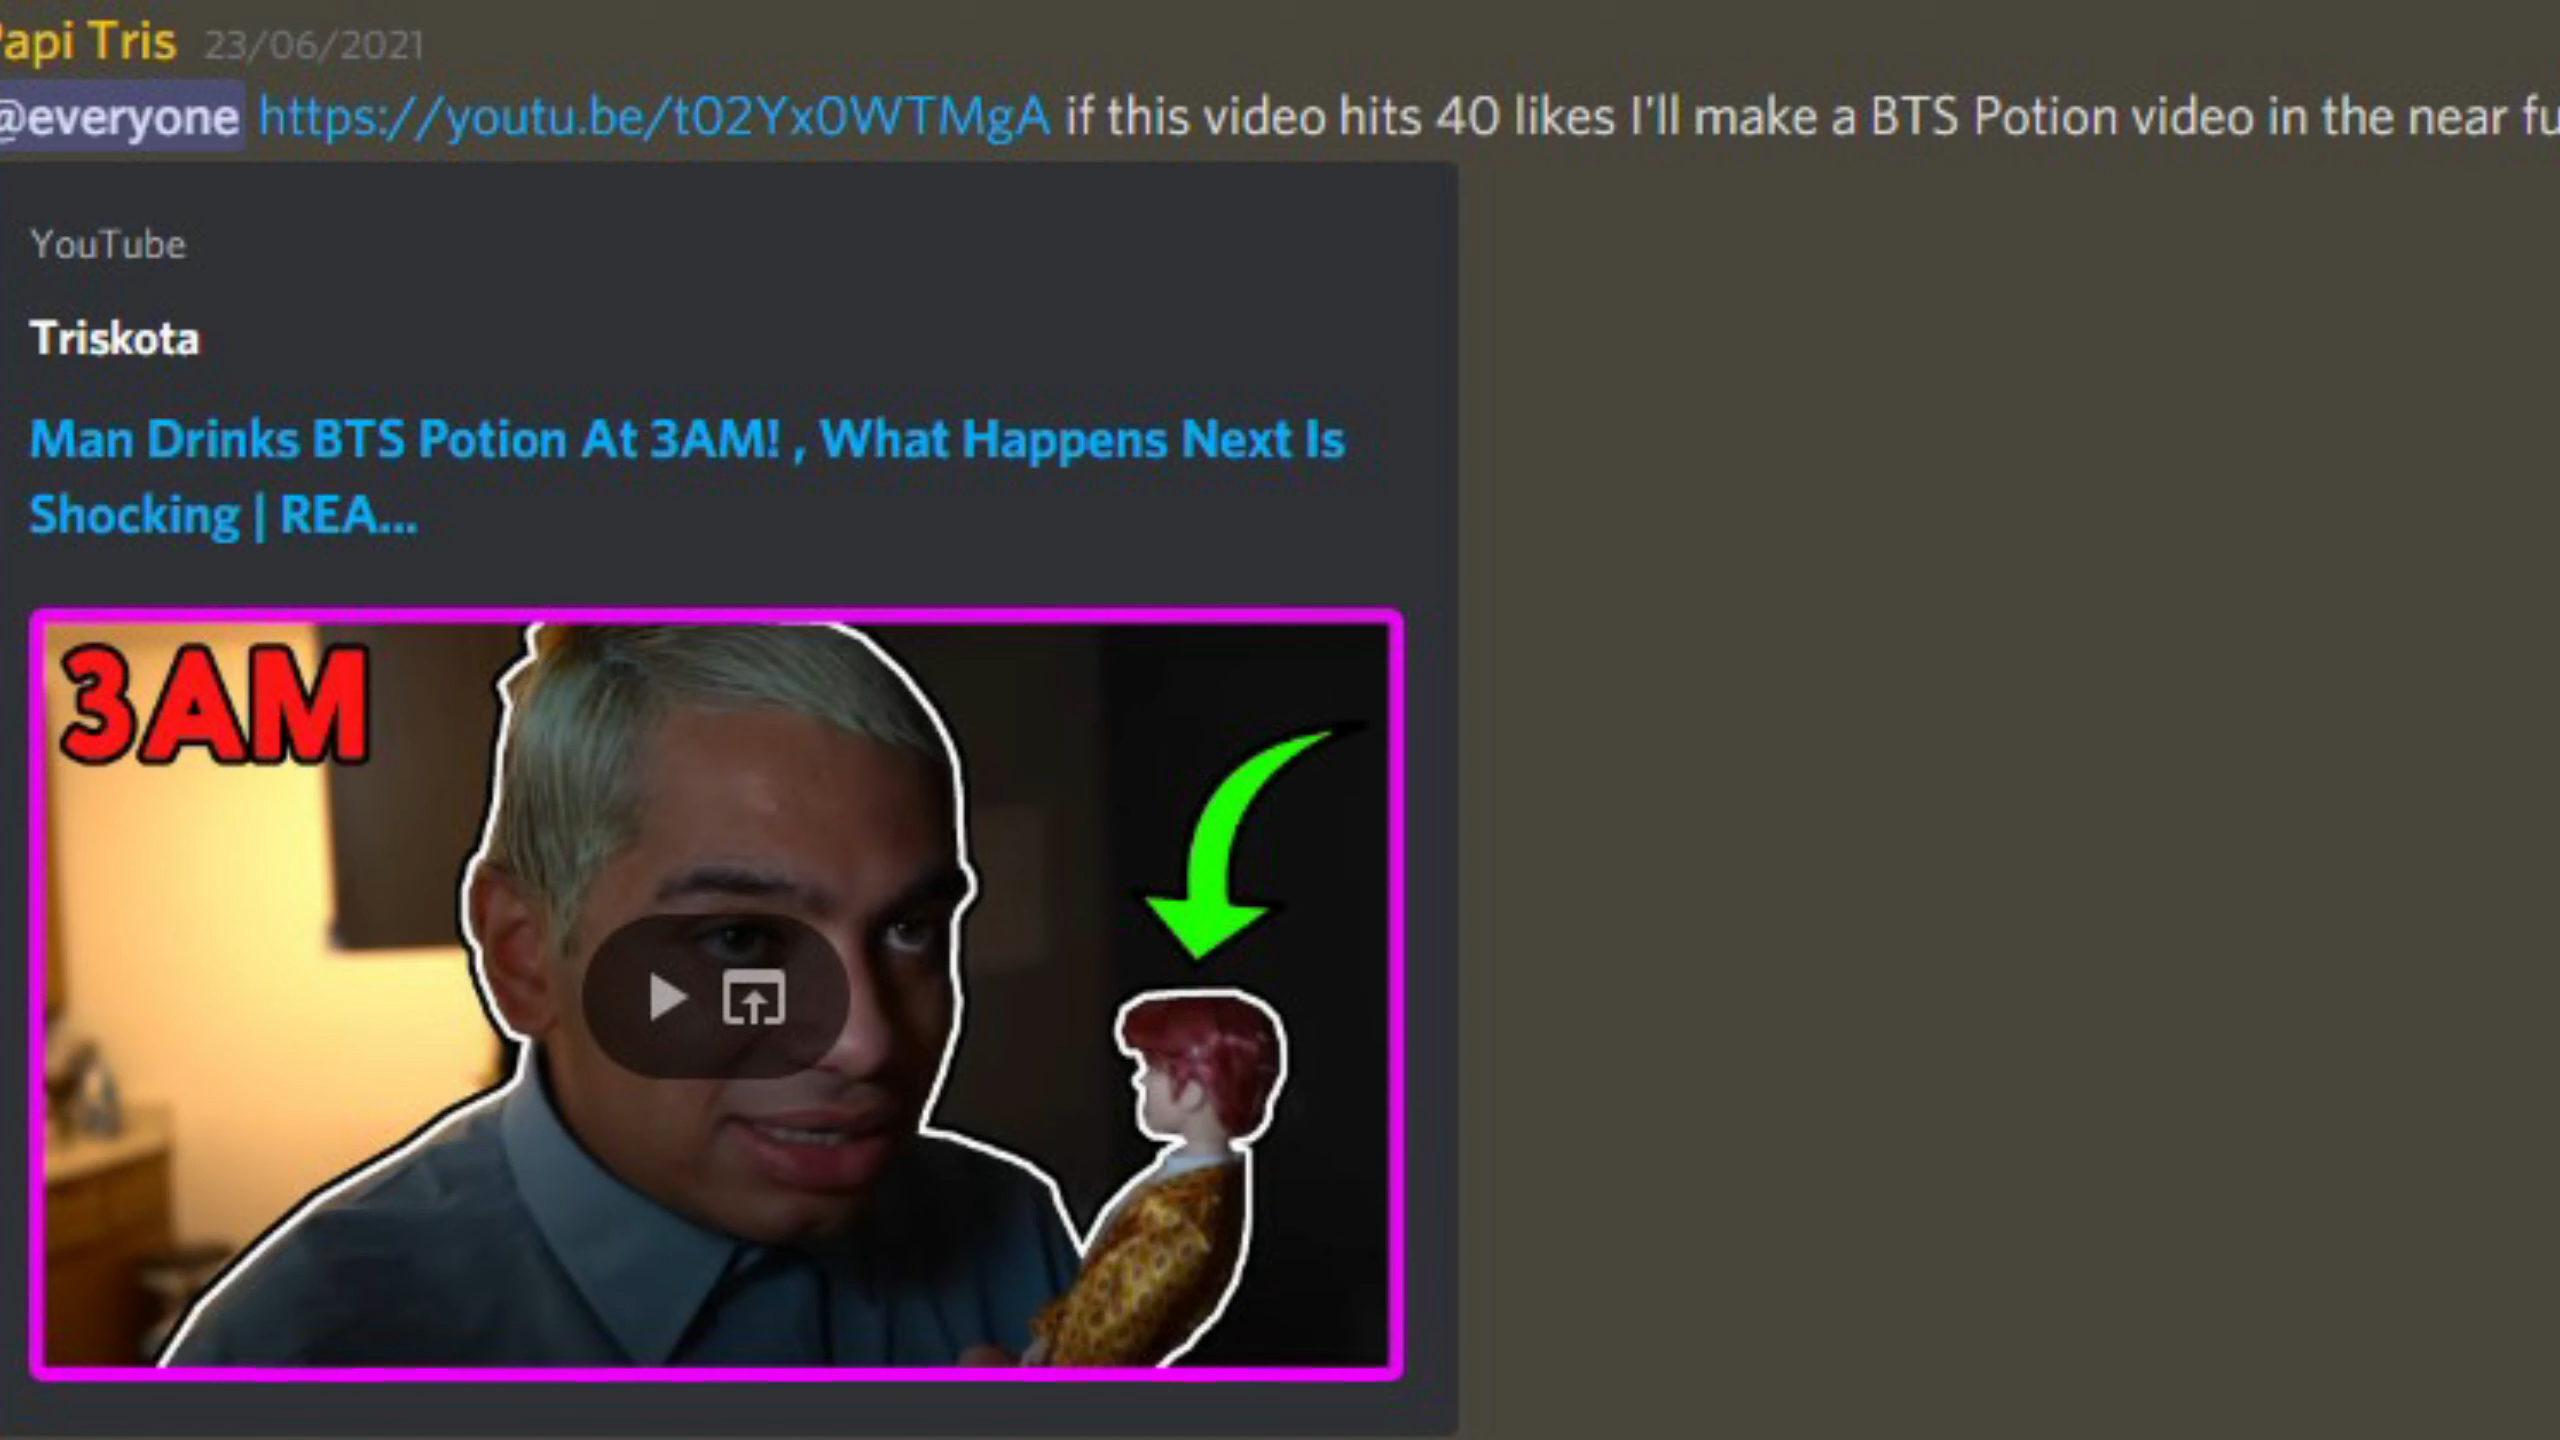 Papi Tris 23/06/2021
@everyone https://youtu.be/t02Yx0WTMgA if this video hits 40 likes I'll make a BTS Potion video in the near fu
YouTube
Triskota
Man Drinks BTS Potion At 3AM! , What Happens Next Is
Shocking | REA...
3AM